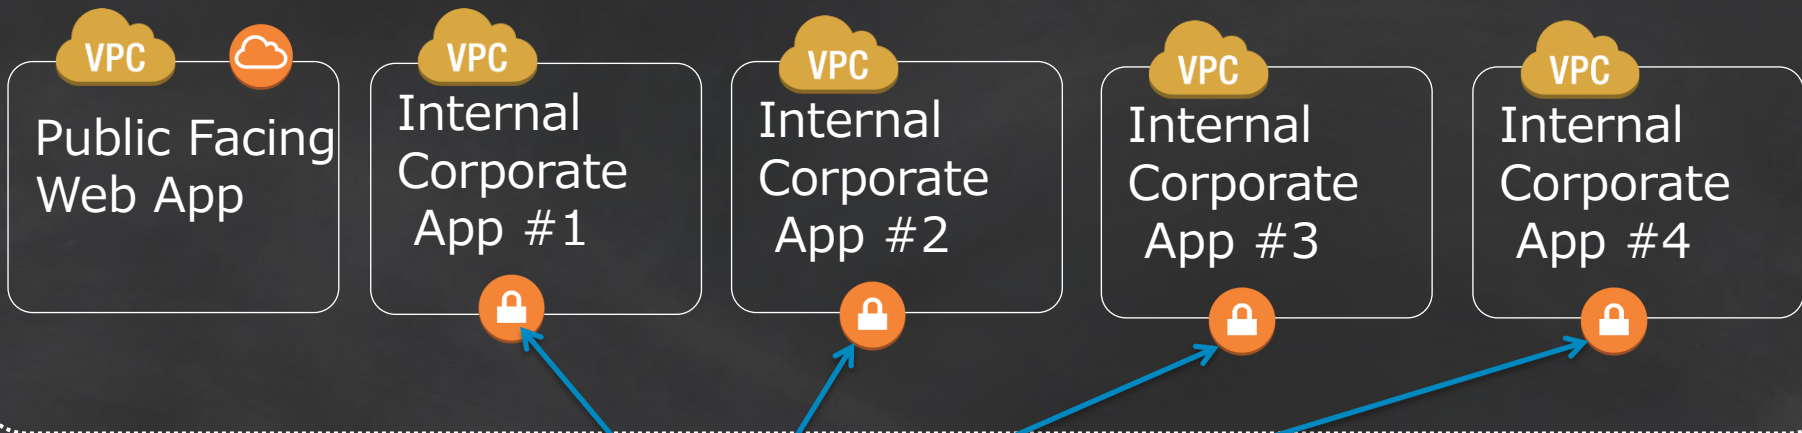 VPC
Public Facing
Web App
VPC
Internal
Corporate
App #1
VPC
Internal
Corporate
App #2
VPC
Internal
Corporate
App #3
VPC
Internal
Corporate
App #4